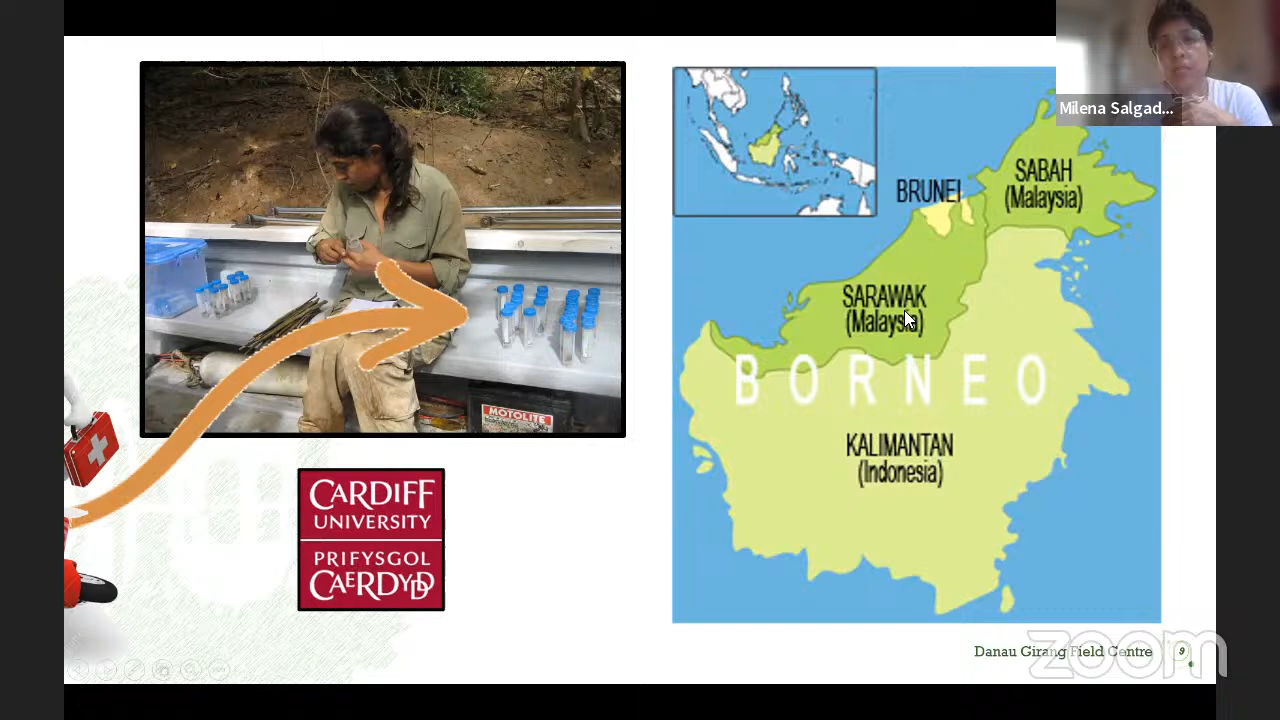 Milena Salgad...
BRUNEI
SABAH
(Malaysia)
SARAWAK
(Malaysia)
BORNEO
KALIMANTAN
(Indonesia)
MOTOLITE
CARDIFF
UNIVERSITY
PRIFYSGOL
CAERDYDD
Danau Girang Field Centre 9
zoom